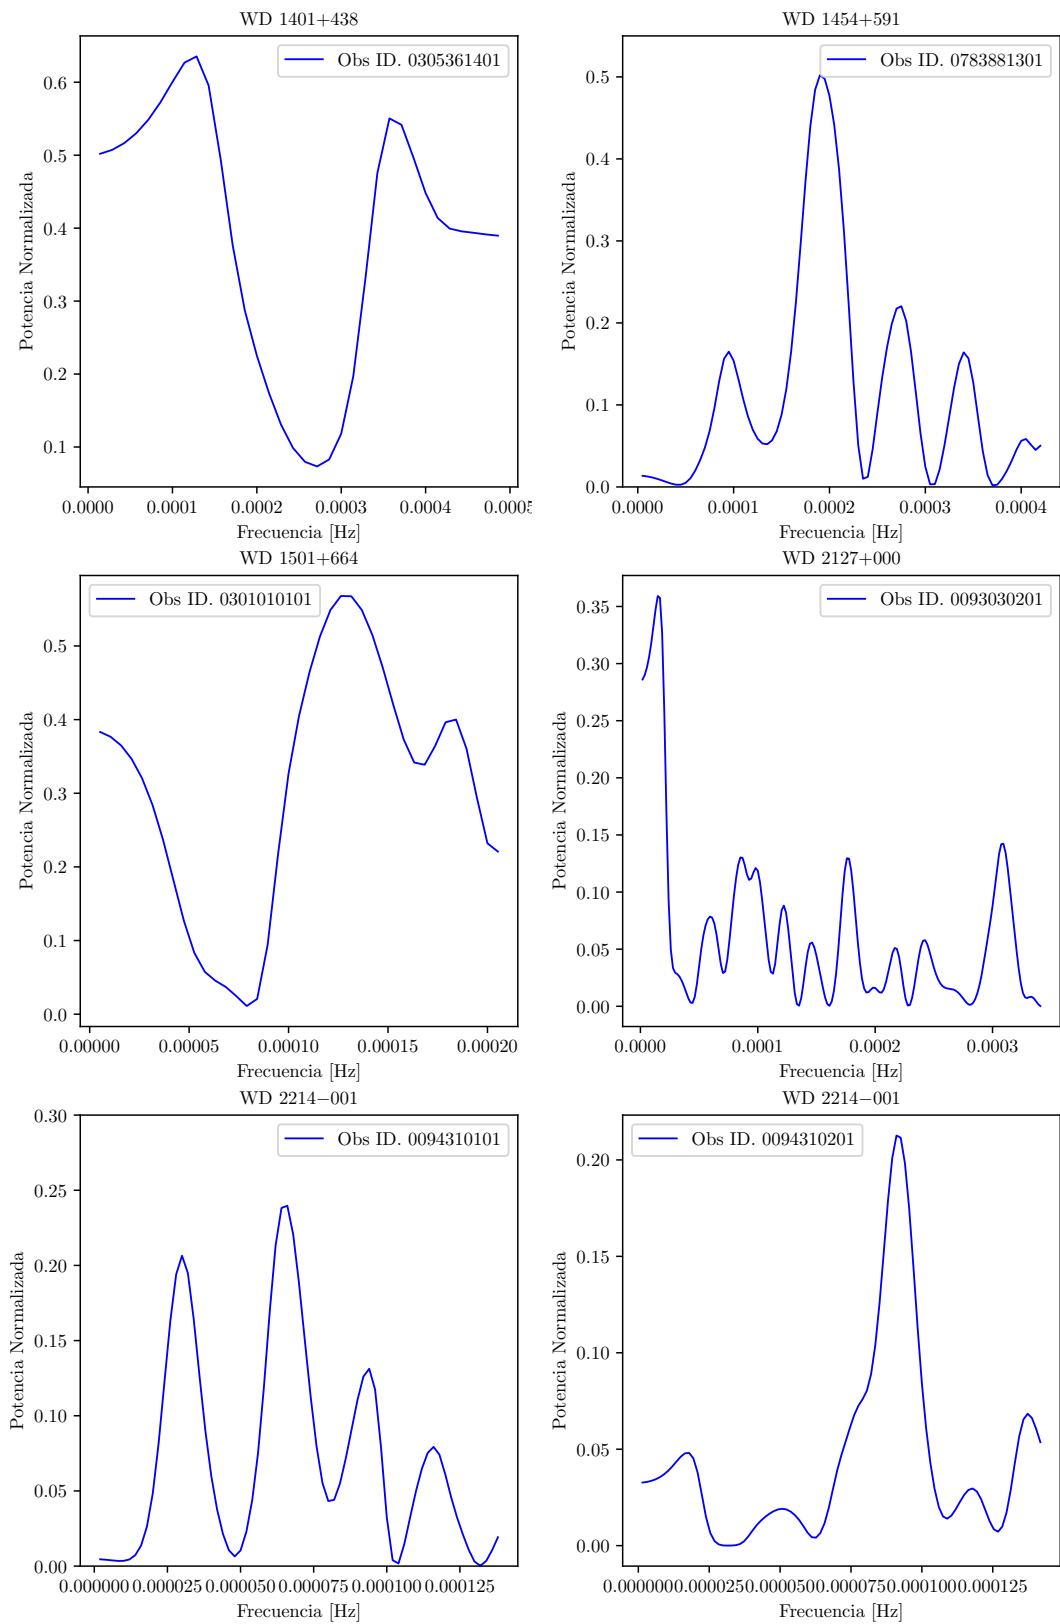 WD 1401+438
Obs ID. 0305361401
0.6
0.5
0.4
0.3
0.2
0.1
Potencia Normalizada
0.0000 0.0001 0.0002 0.0003 0.0004 0.0005
Frecuencia [Hz]
WD 1454+591
Obs ID. 0783881301
0.5
0.4
0.3
0.2
0.1
0.0
Potencia Normalizada
0.0000 0.0001 0.0002 0.0003 0.0004
Frecuencia [Hz]
WD 1501+664
Obs ID. 0301010101
0.5
0.4
0.3
0.2
0.1
0.0
Potencia Normalizada
0.00000 0.00005 0.00010 0.00015 0.00020
Frecuencia [Hz]
WD 2127+000
Obs ID. 0093030201
0.35
0.30
0.25
0.20
0.15
0.10
0.05
0.00
Potencia Normalizada
0.0000 0.0001 0.0002 0.0003
Frecuencia [Hz]
WD 2214−001
Obs ID. 0094310101
0.30
0.25
0.20
0.15
0.10
0.05
0.00
Potencia Normalizada
0.000000 0.000025 0.000050 0.000075 0.000100 0.000125
Frecuencia [Hz]
WD 2214−001
Obs ID. 0094310201
0.20
0.15
0.10
0.05
0.00
Potencia Normalizada
0.000000 0.000025 0.000050 0.000075 0.000100 0.000125
Frecuencia [Hz]